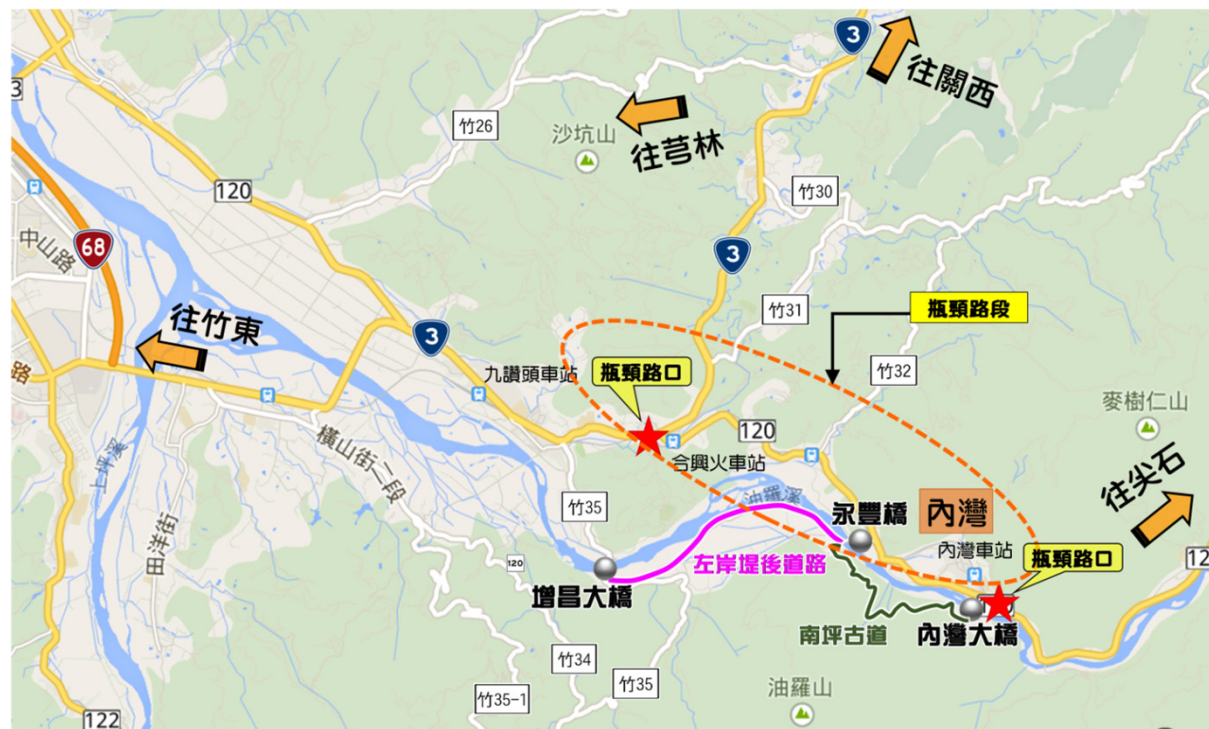 3
往關西
3
竹26
沙坑山
往芎林
120
竹30
中山路
68
3
往竹東
3
竹31
瓶頸路段
路
九讚頭車站
瓶頸路口
竹32
麥樹仁山
120
合興火車站
往尖石
上坪溪
橫山街二段
油羅溪
永豐橋
內灣
田洋街
竹35
內灣車站
瓶頸路口
左岸堤後道路
120
增昌大橋
南坪古道
內灣大橋
竹34
竹35
油羅山
竹35-1
122